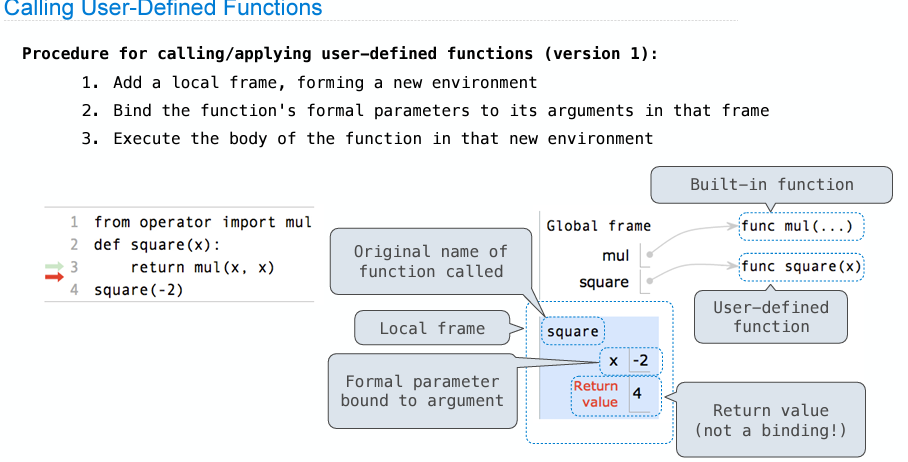 Calling User-Defined Functions
Procedure for calling/applying user-defined functions (version 1):
1. Add a local frame, forming a new environment
2. Bind the function's formal parameters to its arguments in that frame
3. Execute the body of the function in that new environment
1 from operator import mul
2 def square(x):
3 return mul(x, x)
4 square(-2)
Built-in function
Global frame
func mul(...)
mul
func square(x)
square
Original name of
function called
User-defined
function
Local frame
square
x -2
Formal parameter
bound to argument
Return
value
4
Return value
(not a binding!)